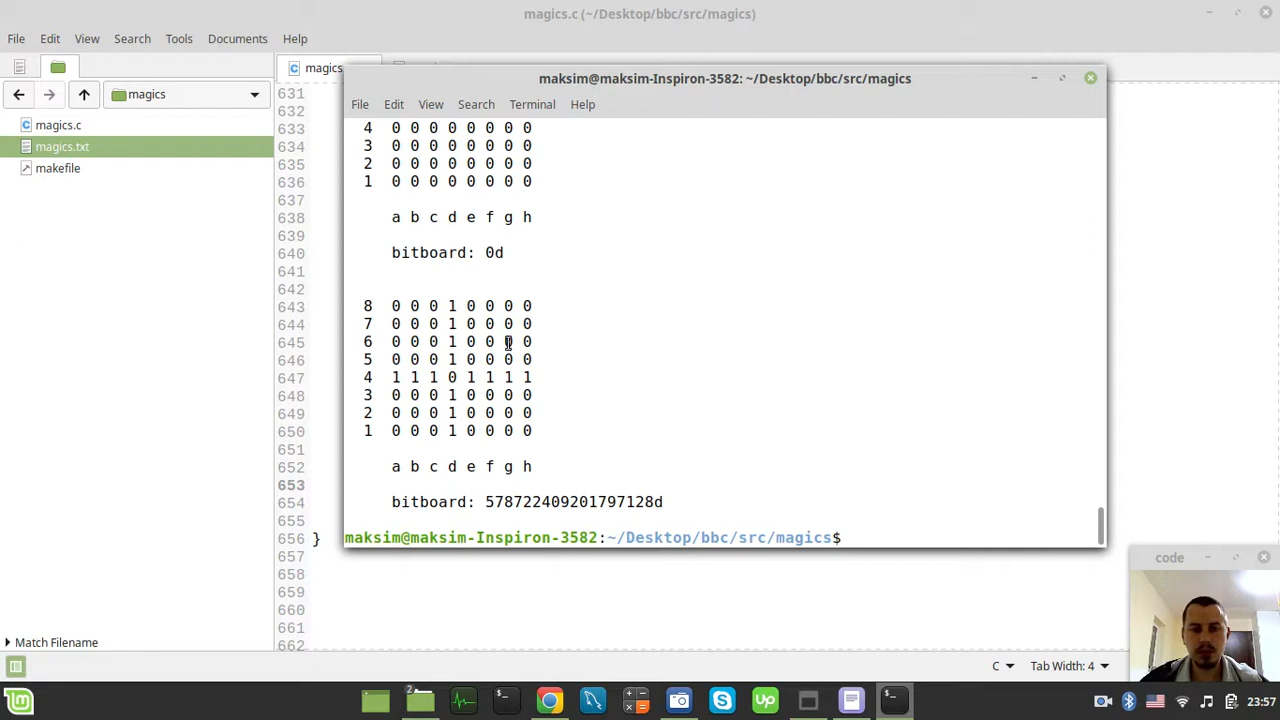 magics.c (~/Desktop/bbc/src/magics)
File Edit View Search Tools Documents Help
magics
magics.c
magics.txt
makefile
Match Filename
magics
631
632
633
634
635
636
637
638
639
640
641
642
643
644
645
646
647
648
649
650
651
652
653
654
655
656 }
657
658
659
660
661
662
maksim@maksim-Inspiron-3582: ~/Desktop/bbc/src/magics
File Edit View Search Terminal Help
4 0 0 0 0 0 0 0 0
3 0 0 0 0 0 0 0 0
2 0 0 0 0 0 0 0 0
1 0 0 0 0 0 0 0 0
a b c d e f g h
bitboard: 0d
8 0 0 0 1 0 0 0 0
7 0 0 0 1 0 0 0 0
6 0 0 0 1 0 0 0 0
5 0 0 0 1 0 0 0 0
4 1 1 1 0 1 1 1 1
3 0 0 0 1 0 0 0 0
2 0 0 0 1 0 0 0 0
1 0 0 0 1 0 0 0 0
a b c d e f g h
bitboard: 578722409201797128d
maksim@maksim-Inspiron-3582:~/Desktop/bbc/src/magics$
code
C Tab Width: 4
2
23:57